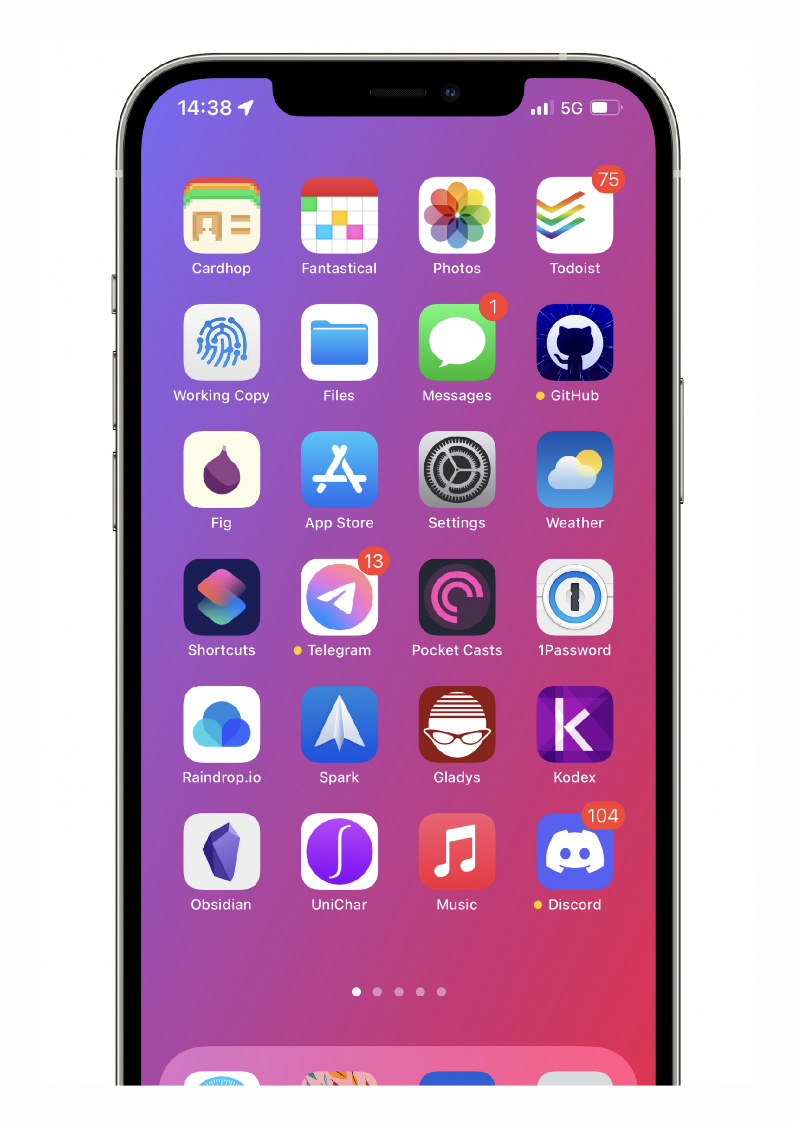 14:38 5G
75
Cardhop Fantastical Photos Todoist
1
Working Copy Files Messages GitHub
Fig App Store Settings Weather
13
Shortcuts Telegram Pocket Casts 1Password
Raindrop.io Spark Gladys Kodex
104
Obsidian UniChar Music Discord